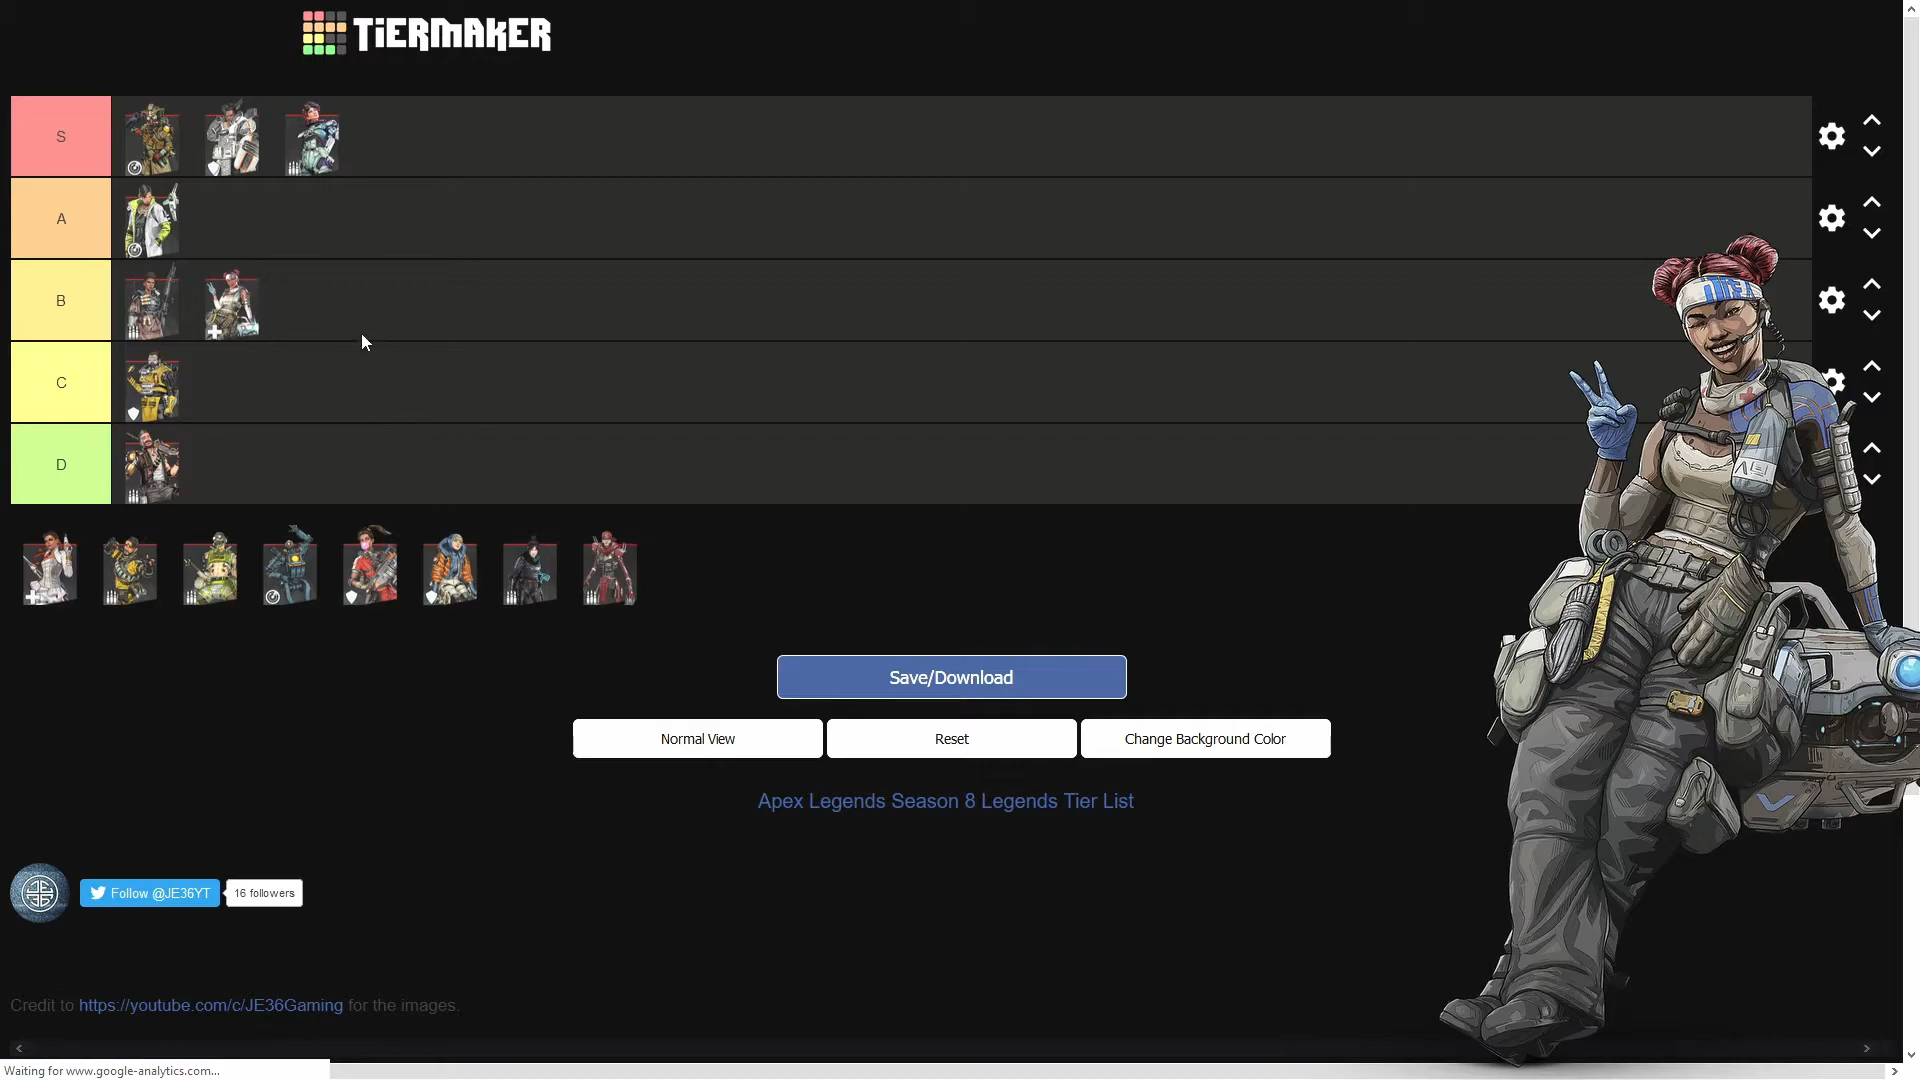 TiERMAKER
S
A
B
C
D
Save/Download
Normal View
Reset
Change Background Color
Apex Legends Season 8 Legends Tier List
Follow @JE36YT
16 followers
Credit to https://youtube.com/c/JE36Gaming for the images.
Waiting for www.google-analytics.com...